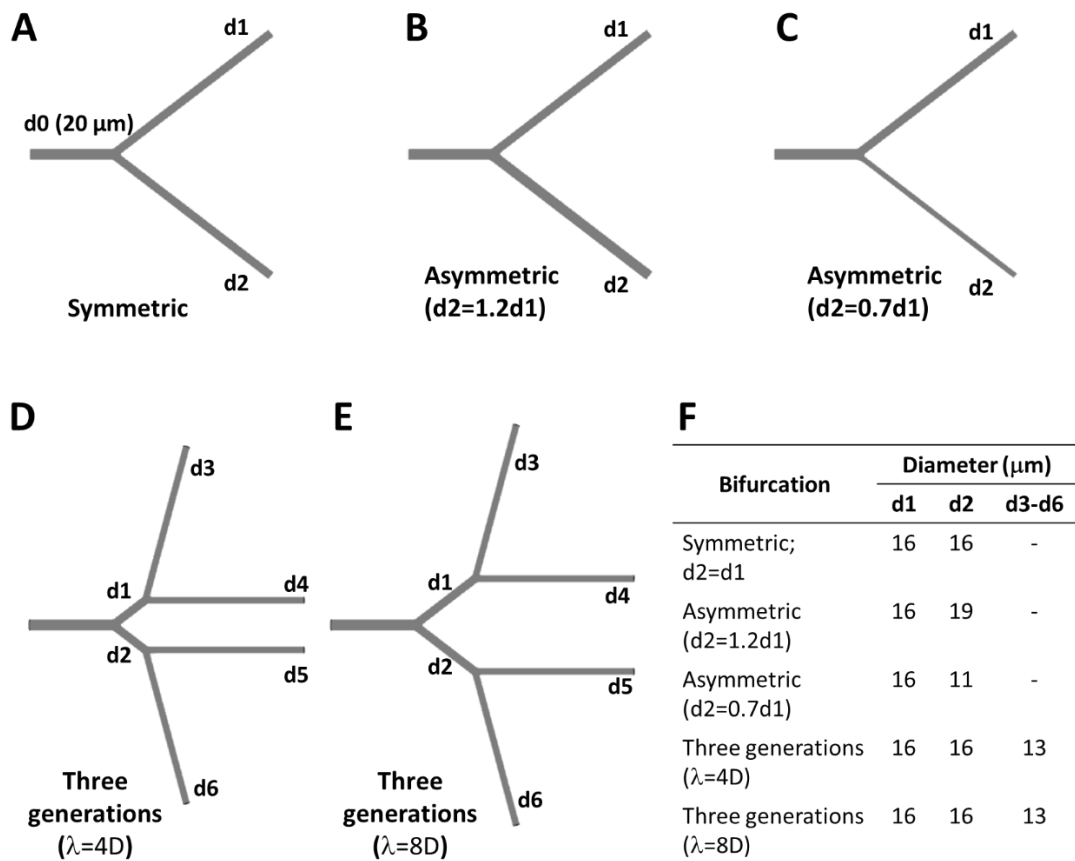 A
d1
d0 (20 μm)
d2
Symmetric
B
d1
d2
Asymmetric
(d2=1.2d1)
C
d1
d2
Asymmetric
(d2=0.7d1)
D
d3
d1
d4
d2
d5
d6
Three
generations
(λ=4D)
E
d3
d1
d4
d2
d5
d6
Three
generations
(λ=8D)
F
Bifurcation Diameter (μm)
d1 d2 d3-d6
Symmetric; 16 16 -
d2=d1
Asymmetric 16 19 -
(d2=1.2d1)
Asymmetric 16 11 -
(d2=0.7d1)
Three generations 16 16 13
(λ=4D)
Three generations 16 16 13
(λ=8D)